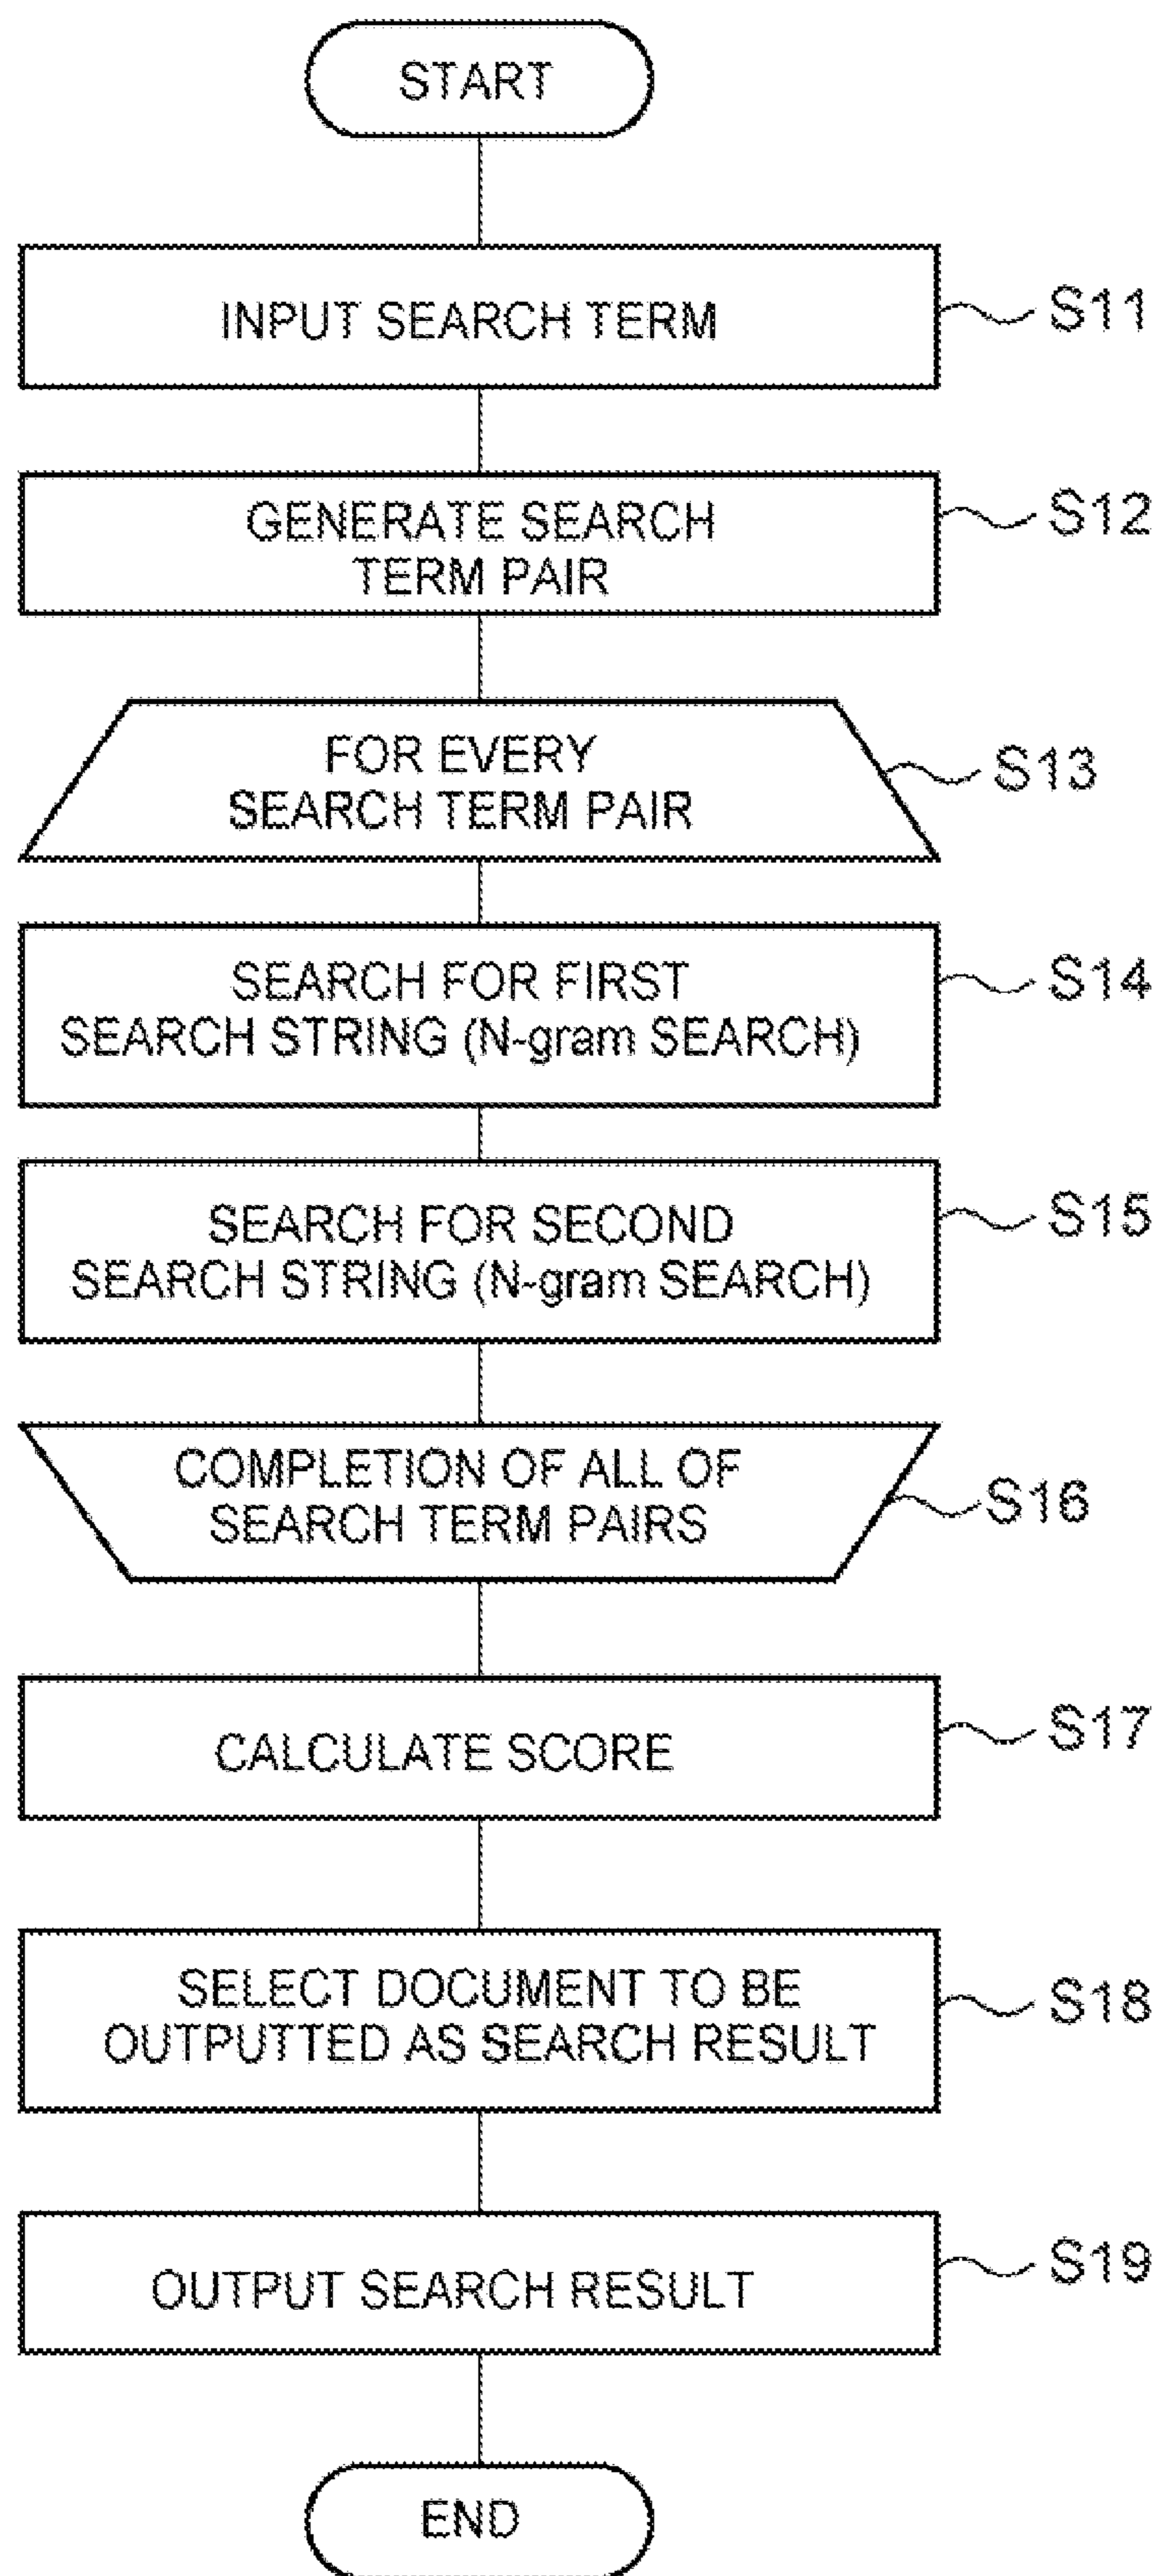 START
INPUT SEARCH TERM
S11
GENERATE SEARCH
TERM PAIR
S12
FOR EVERY
SEARCH TERM PAIR
S13
SEARCH FOR FIRST
SEARCH STRING (N-gram SEARCH)
S14
SEARCH FOR SECOND
SEARCH STRING (N-gram SEARCH)
S15
COMPLETION OF ALL OF
SEARCH TERM PAIRS
S16
CALCULATE SCORE
S17
SELECT DOCUMENT TO BE
OUTPUTTED AS SEARCH RESULT
S18
OUTPUT SEARCH RESULT
S19
END